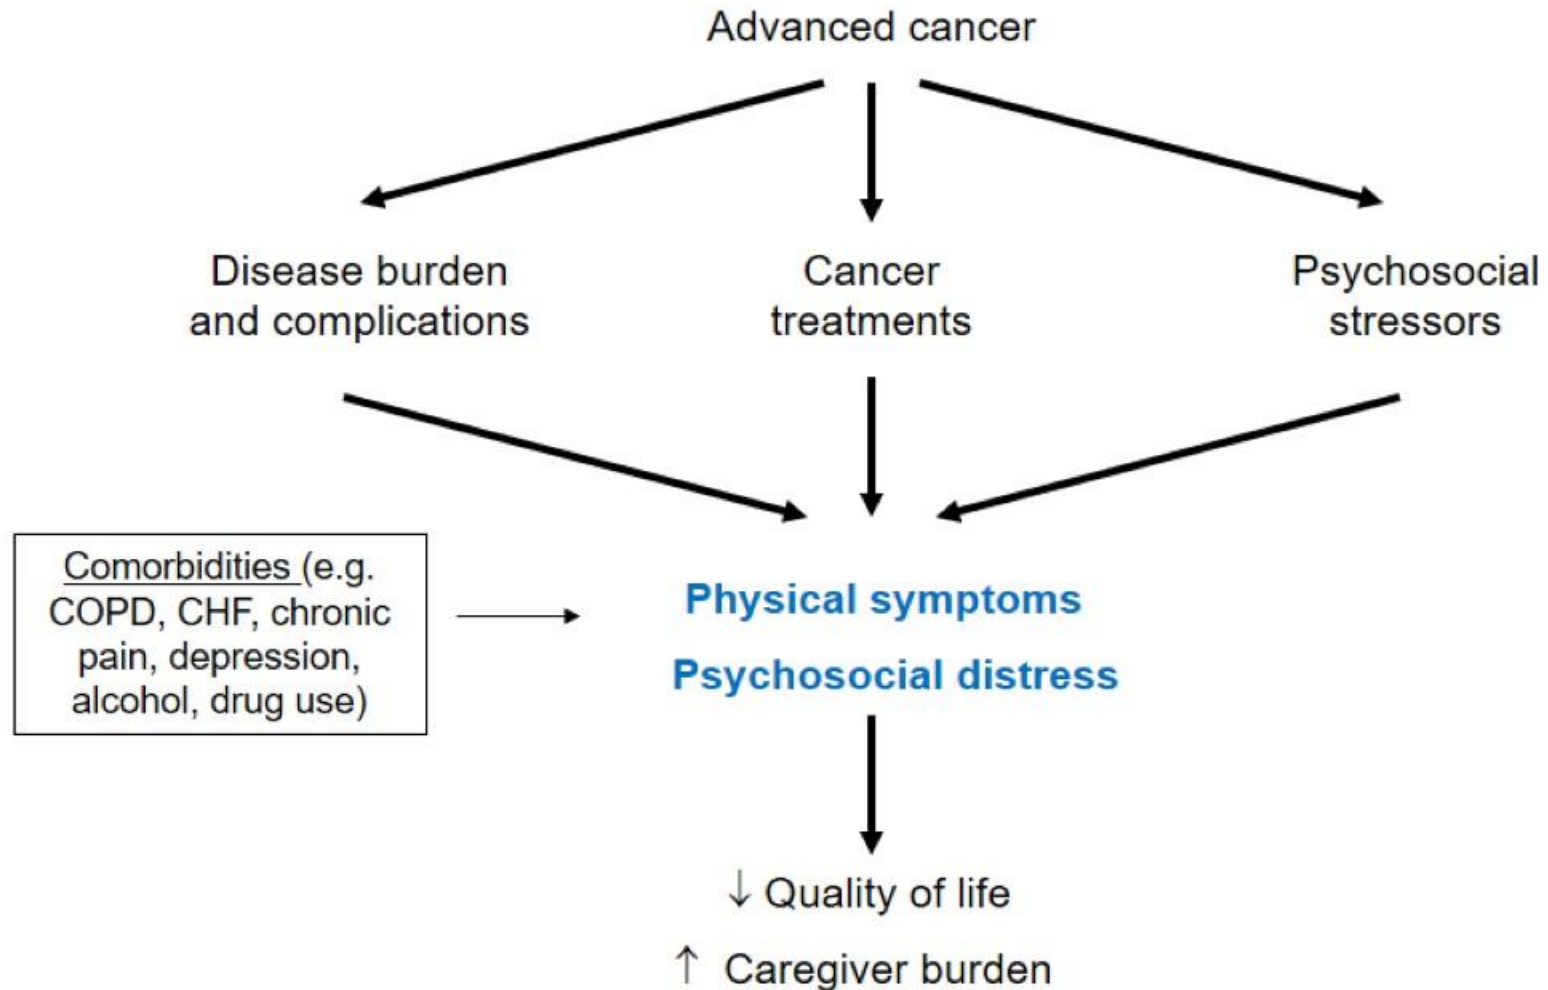 Advanced cancer
Disease burden
and complications
Cancer
treatments
Psychosocial
stressors
Comorbidities (e.g.
COPD, CHF, chronic
pain, depression,
alcohol, drug use)
Physical symptoms
Psychosocial distress
↓ Quality of life
↑ Caregiver burden